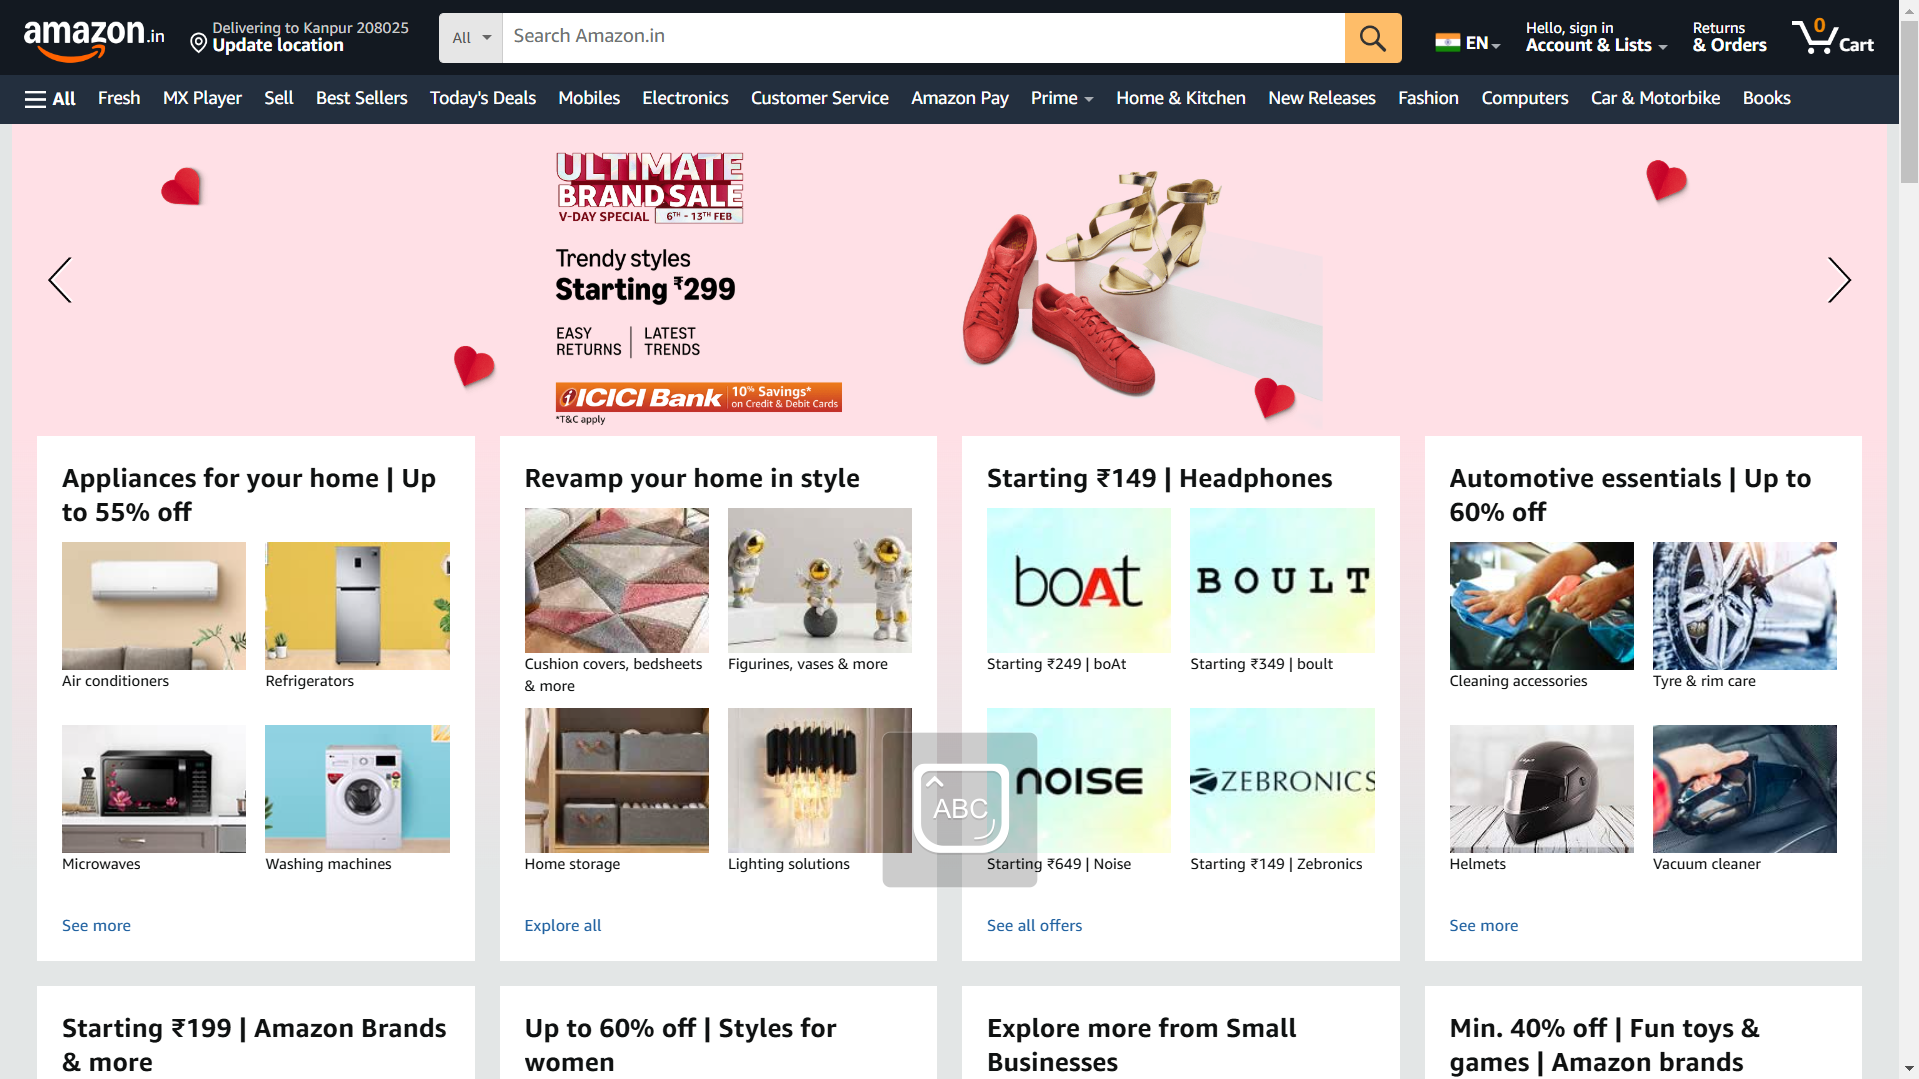 amazon.in
Delivering to Kanpur 208025
Update location
All
Search Amazon.in
EN
Hello, sign in
Account & Lists
Returns
& Orders
0
Cart
All
Fresh
MX Player
Sell
Best Sellers
Today's Deals
Mobiles
Electronics
Customer Service
Amazon Pay
Prime
Home & Kitchen
New Releases
Fashion
Computers
Car & Motorbike
Books
ULTIMATE
BRAND SALE
V-DAY SPECIAL 6TH - 13TH FEB
Trendy styles
Starting ₹299
EASY
RETURNS
LATEST
TRENDS
ICICI Bank
10% Savings*
on Credit & Debit Cards
*T&C apply
Appliances for your home | Up
to 55% off
Air conditioners
Refrigerators
Microwaves
Washing machines
See more
Revamp your home in style
Cushion covers, bedsheets
& more
Figurines, vases & more
Home storage
Lighting solutions
Explore all
Starting ₹149 | Headphones
boAt
BOULT
Starting ₹249 | boAt
Starting ₹349 | boult
noise
ZEBRONICS
ABC
Starting ₹649 | Noise
Starting ₹149 | Zebronics
See all offers
Automotive essentials | Up to
60% off
Cleaning accessories
Tyre & rim care
Helmets
Vacuum cleaner
See more
Starting ₹199 | Amazon Brands
& more
Up to 60% off | Styles for
women
Explore more from Small
Businesses
Min. 40% off | Fun toys &
games | Amazon brands